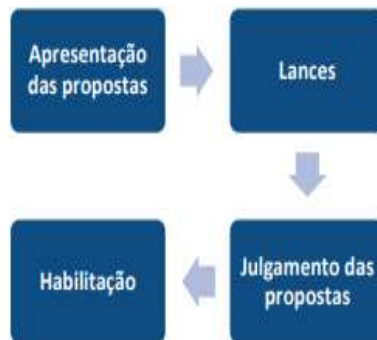 Apresentação
das propostas
Lances
Julgamento das
propostas
Habilitação